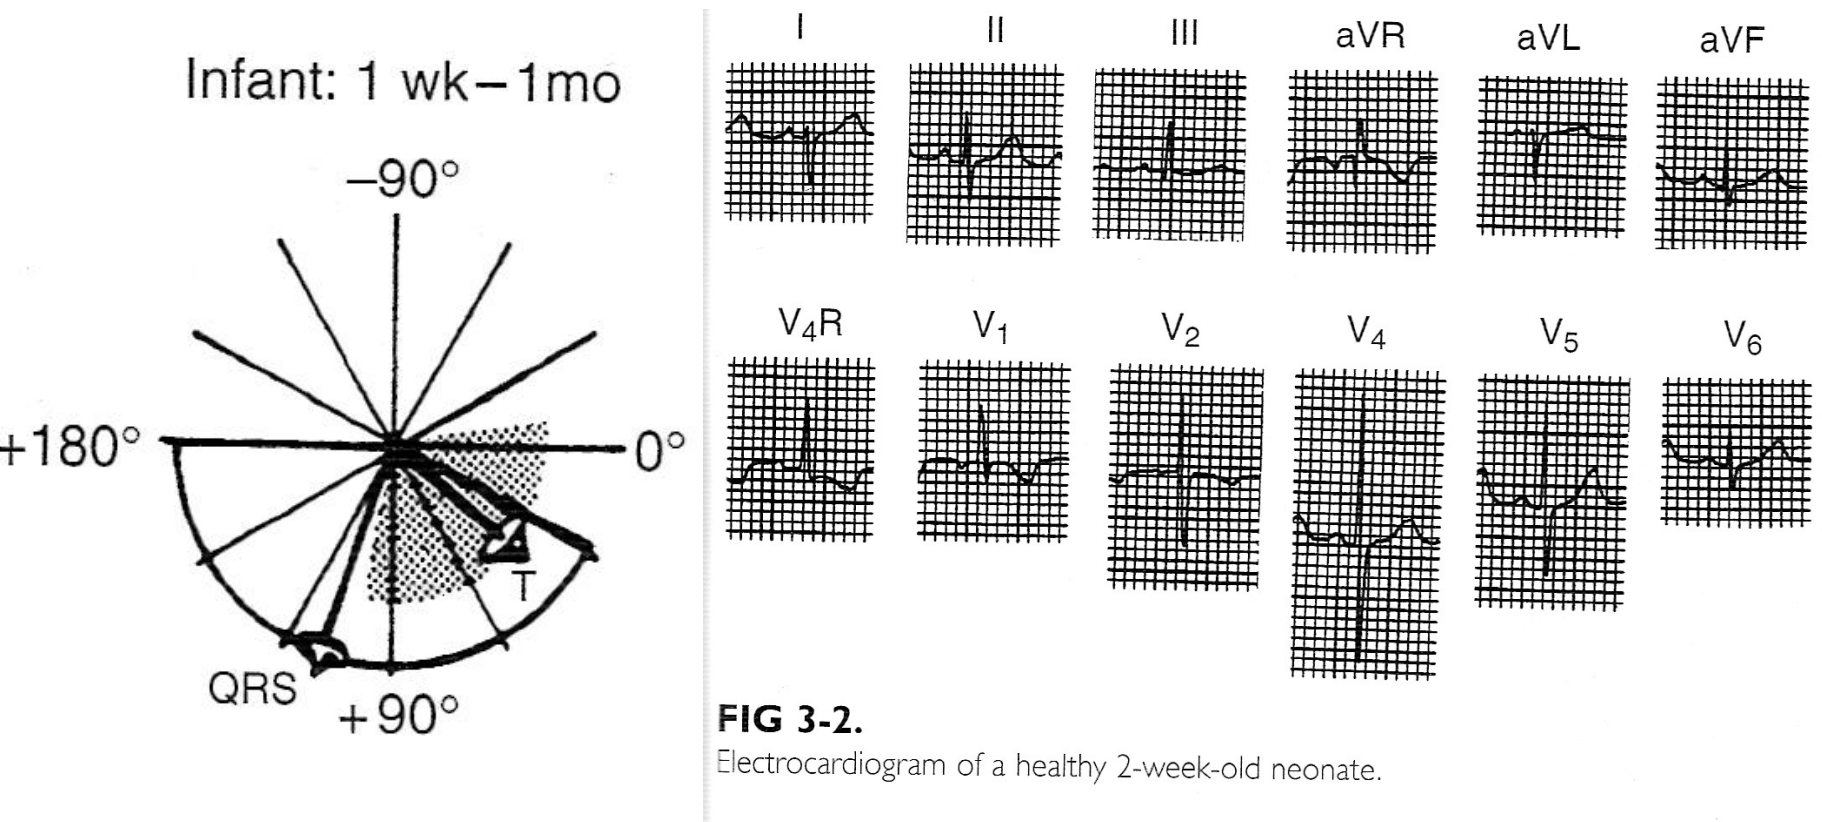 Infant: 1 wk–1mo
–90°
+180°
0°
T
QRS
+90°
I II III aVR aVL aVF
V4R V1 V2 V4 V5 V6
FIG 3-2.
Electrocardiogram of a healthy 2-week-old neonate.